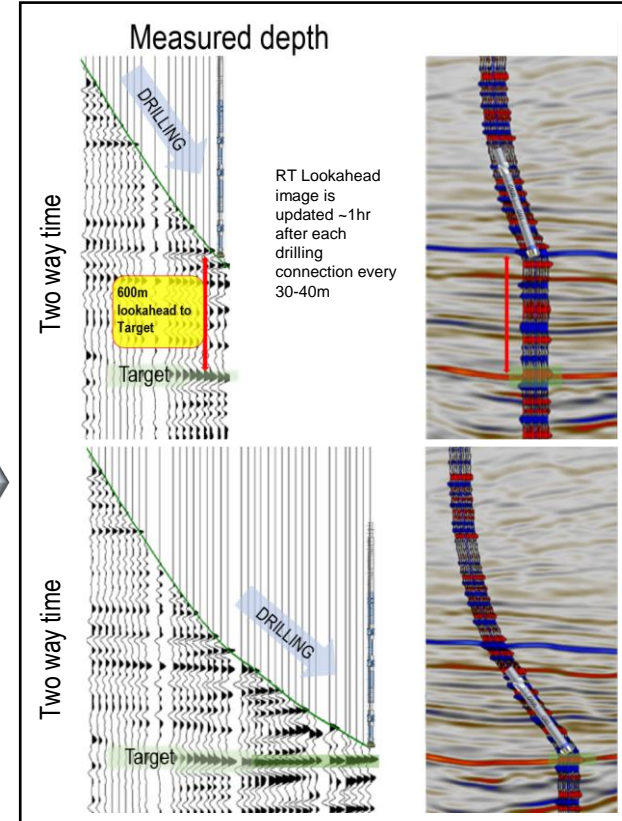 Measured depth
Two way time
DRILLING
600m
lookahead to
Target
Target
RT Lookahead
image is
updated ~1hr
after each
drilling
connection every
30-40m
Two way time
DRILLING
Target